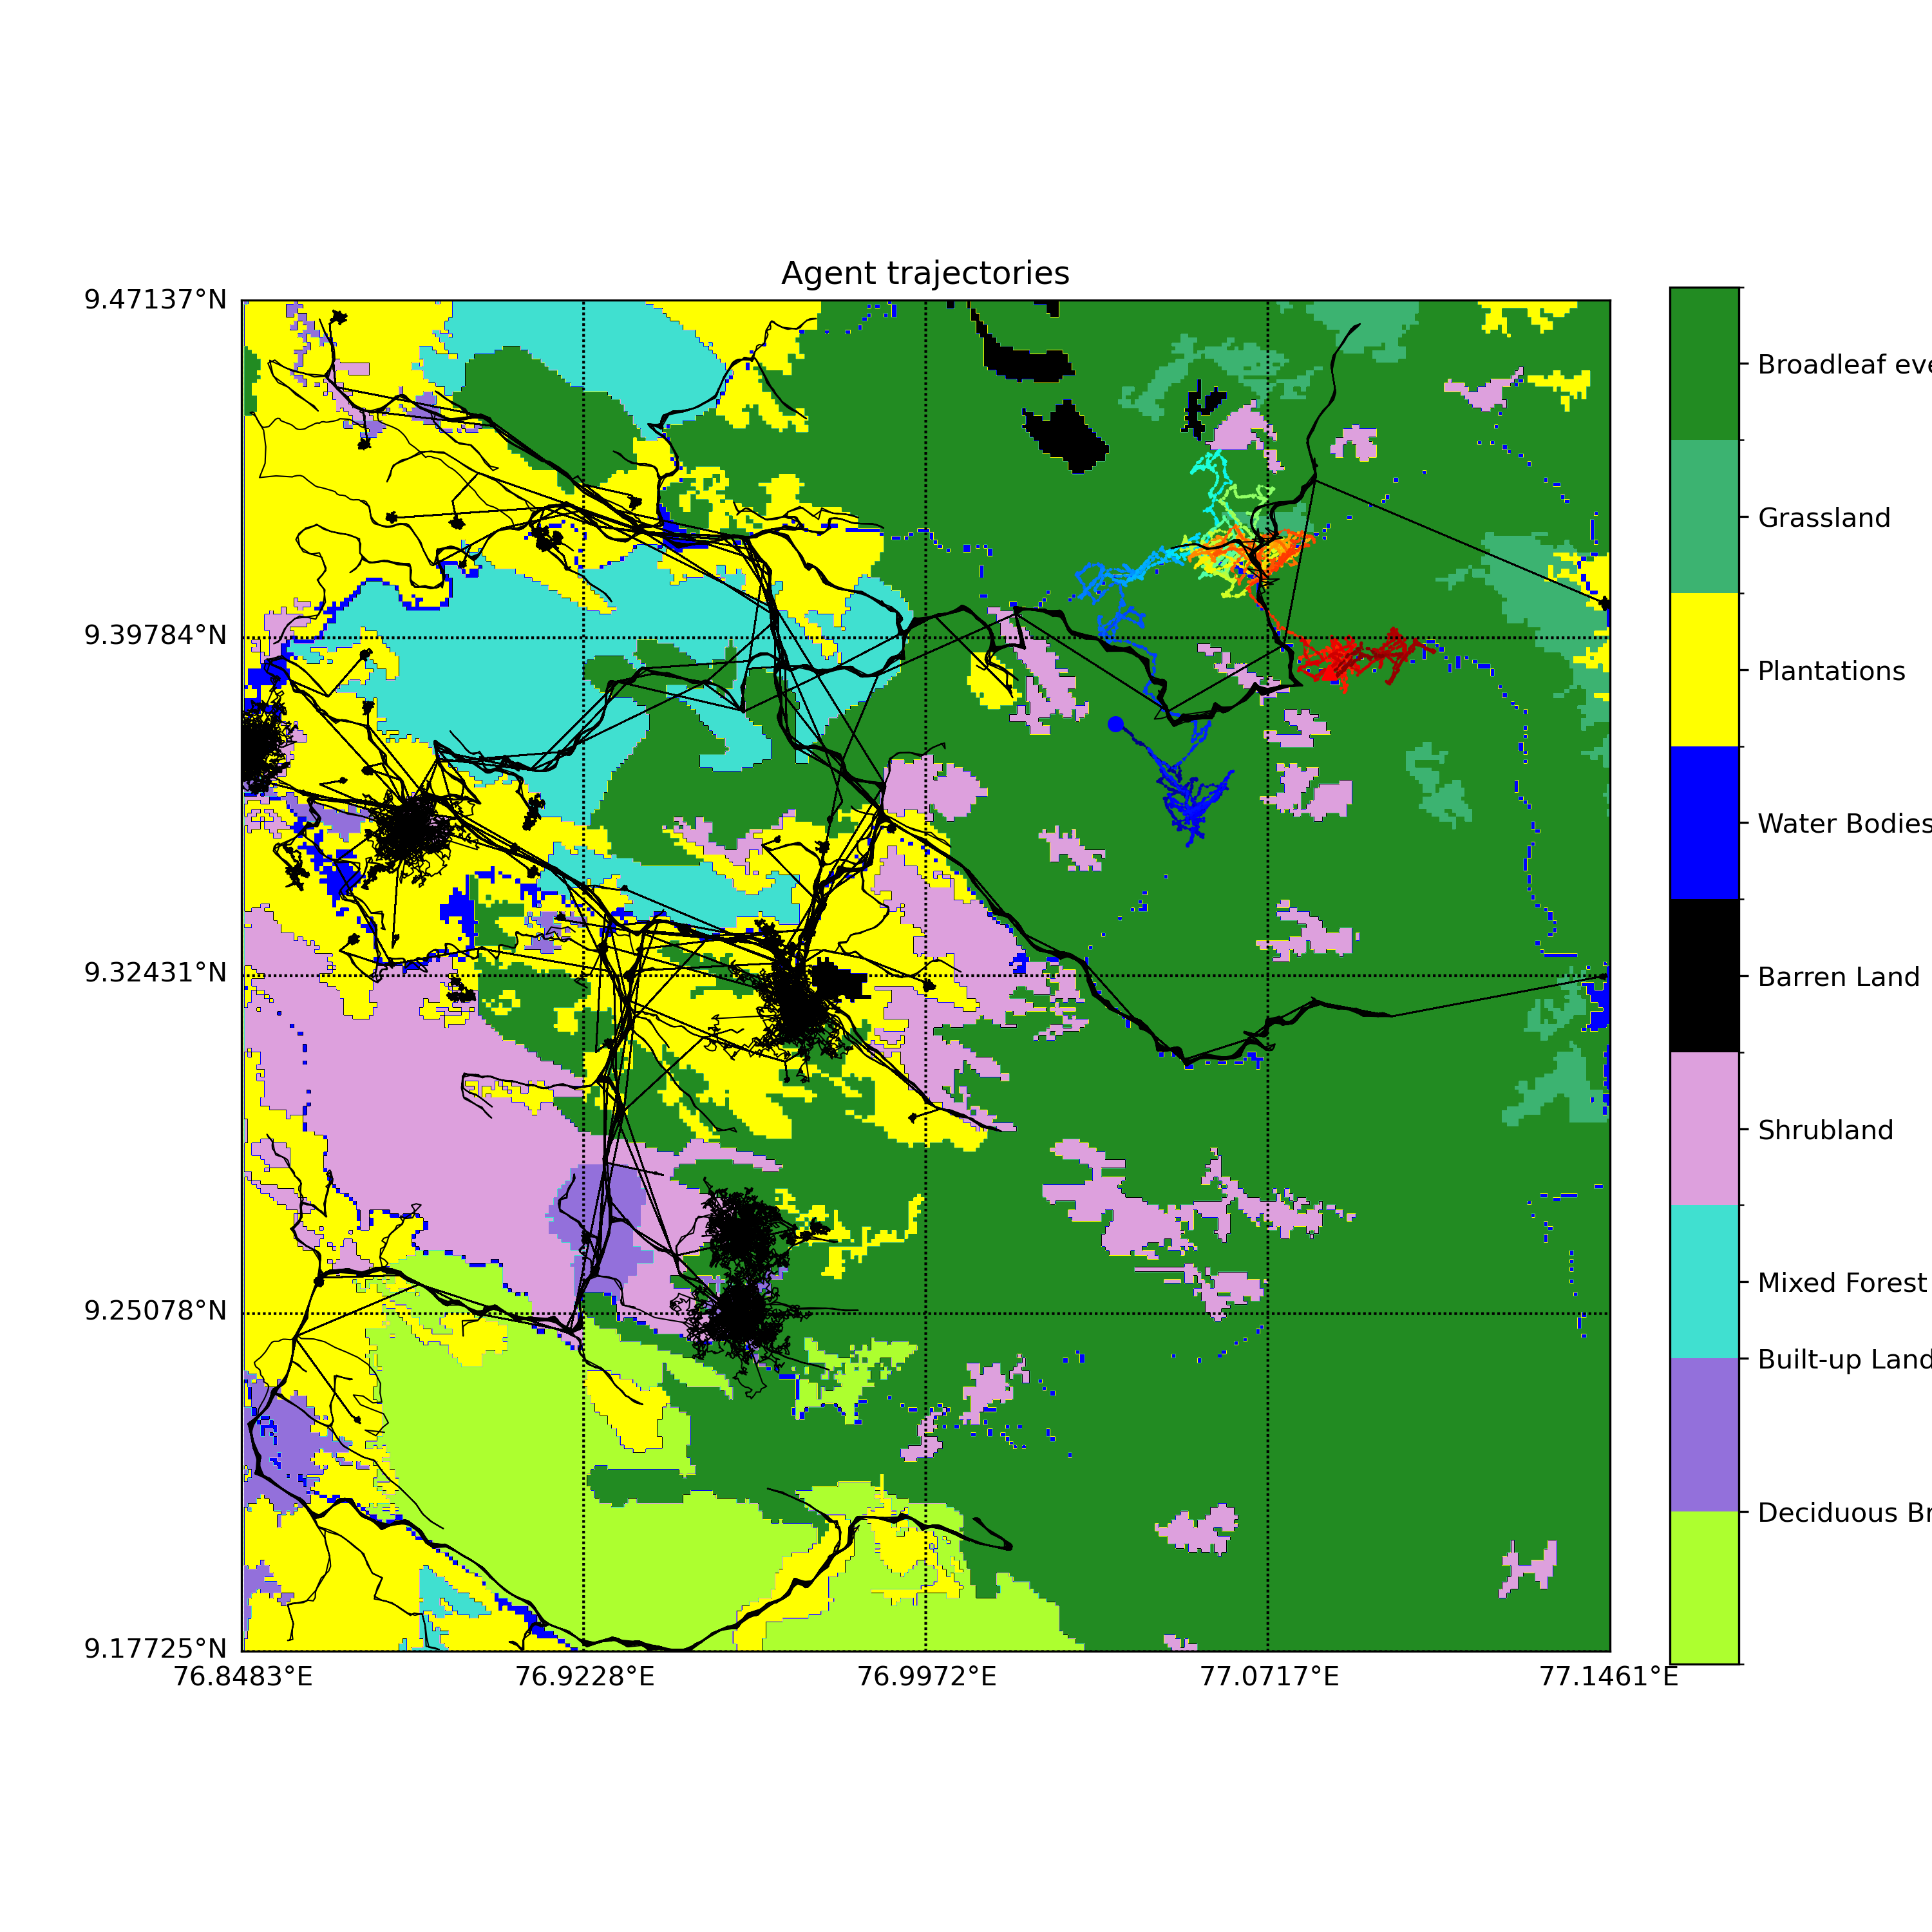 Agent trajectories
9.47137°N
9.39784°N
9.32431°N
9.25078°N
9.17725°N
76.8483°E
76.9228°E
76.9972°E
77.0717°E
77.1461°E
Broadleaf eve
Grassland
Plantations
Water Bodies
Barren Land
Shrubland
Mixed Forest
Built-up Land
Deciduous Br